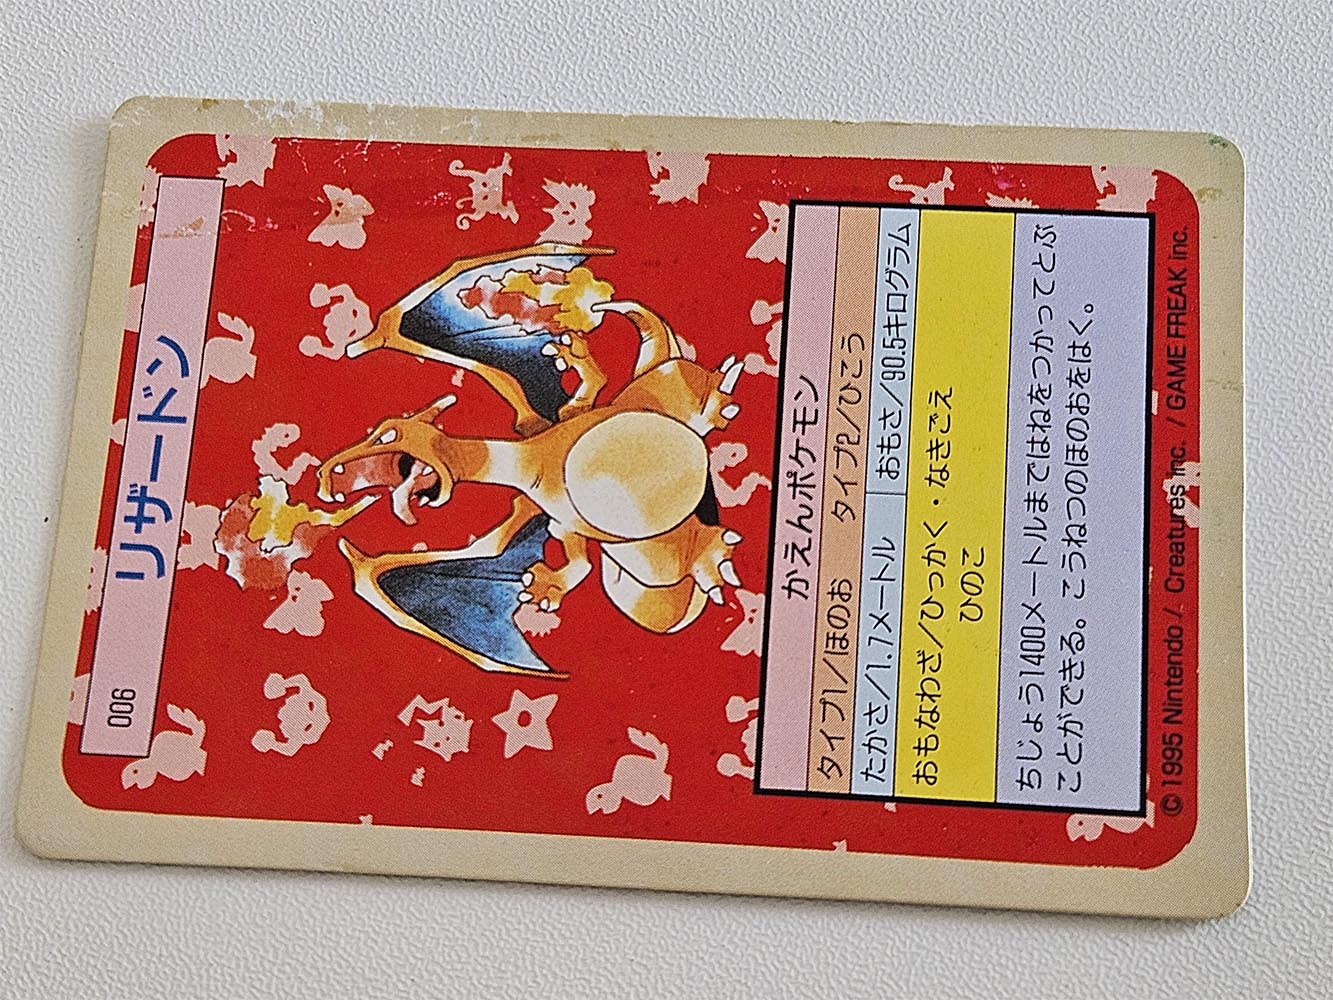 006 リザードン
かえんポケモン
タイプ1/ほのお タイプ2/ひこう
たかさ/1.7メートル おもさ/90.5キログラム
おもなわざ/ひっかく・なきごえ
ひのこ
ちじょう1400メートルまではねをつかってとぶ
ことができる。こうねつのほのおをはく。
©1995 Nintendo / Creatures inc. / GAME FREAK inc.